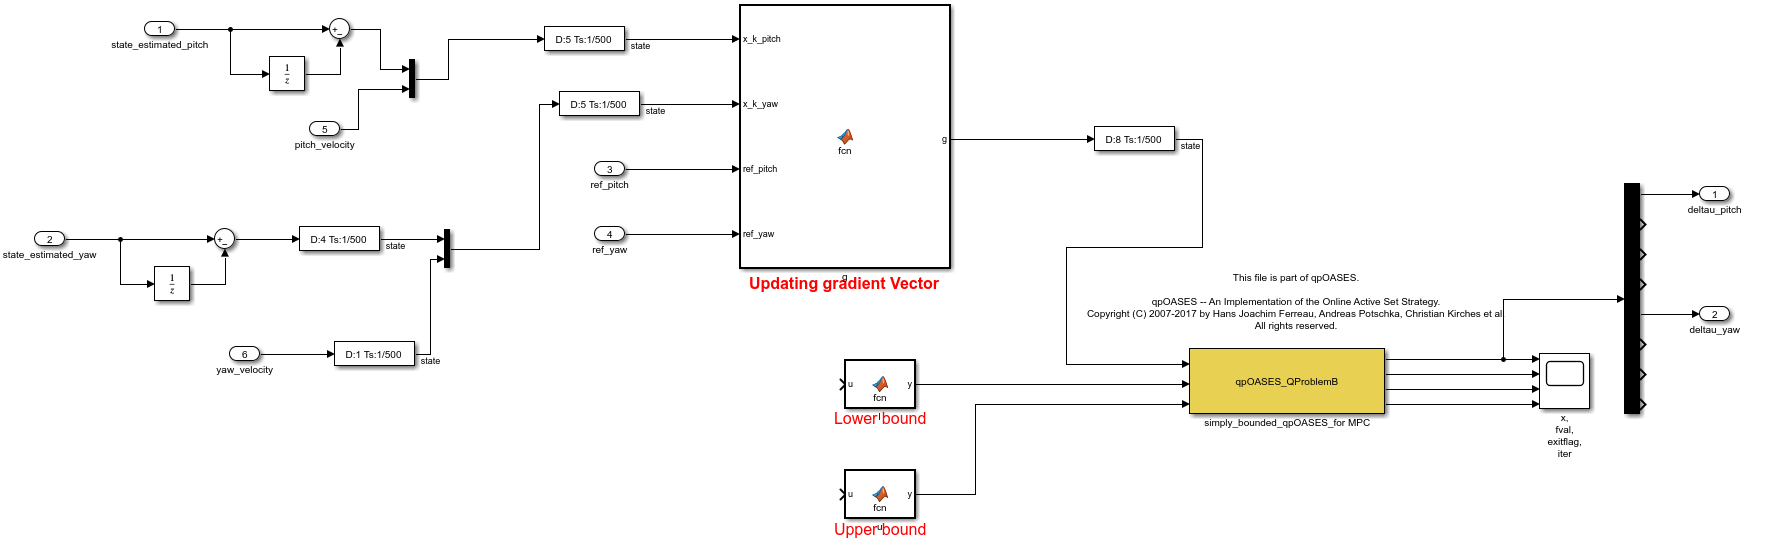 1
state_estimated_pitch
+
−
1
z
5
pitch_velocity
D:5 Ts:1/500
state
D:5 Ts:1/500
state
x_k_pitch
x_k_yaw
ref_pitch
ref_yaw
fcn
g
g
Updating gradient Vector
3
ref_pitch
4
ref_yaw
2
state_estimated_yaw
+
−
1
z
D:4 Ts:1/500
state
6
yaw_velocity
D:1 Ts:1/500
state
D:8 Ts:1/500
state
This file is part of qpOASES.
qpOASES -- An Implementation of the Online Active Set Strategy.
Copyright (C) 2007-2017 by Hans Joachim Ferreau, Andreas Potschka, Christian Kirches et al
All rights reserved.
u
fcn
y
Lower bound
u
fcn
y
Upper bound
qpOASES_QProblemB
simply_bounded_qpOASES_for MPC
x,
fval,
exitflag,
iter
1
deltau_pitch
2
deltau_yaw